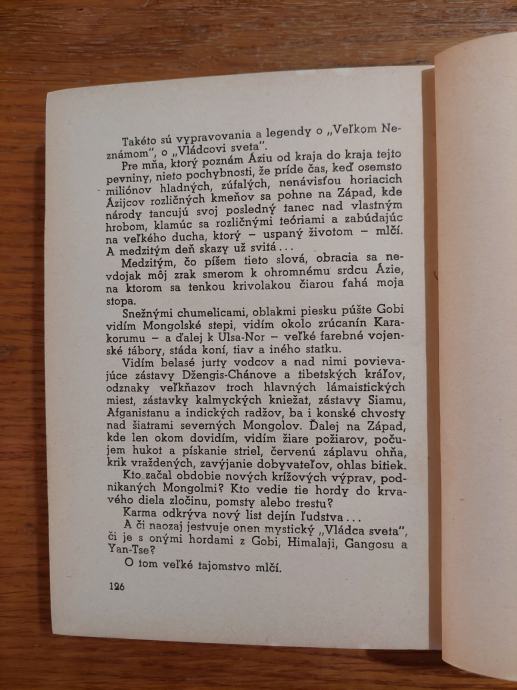 Takéto sú vypravovania a legendy o „Veľkom Ne-
známom", o „Vládcovi sveta".
Pre mňa, ktorý poznám Áziu od kraja do kraja tejto
pevniny, nieto pochybnosti, že príde čas, keď osemsto
miliónov hladných, zúfalých, nenávisťou horiacich
Ázijcov rozličných kmeňov sa pohne na Západ, kde
národy tancujú svoj posledný tanec nad vlastným
hrobom, klamúc sa rozličnými teóriami a zabúdajúc
na veľkého ducha, ktorý – uspaný životom – mlčí.
A medzitým deň skazy už svitá...
Medzitým, čo píšem tieto slová, obracia sa ne-
vdojak môj zrak smerom k ohromnému srdcu Ázie,
na ktorom sa tenkou krivolakou čiarou ťahá moja
stopa.
Snežnými chumelicami, oblakmi piesku púšte Gobi
vidím Mongolské stepi, vidím okolo zrúcanín Kara-
korumu – a ďalej k Ulsa-Nor – veľké farebné vojen-
ské tábory, stáda koní, tiav a iného statku.
Vidím belasé jurty vodcov a nad nimi povieva-
júce zástavy Džengis-Chánove a tibetských kráľov,
odznaky veľkňazov troch hlavných lámaistických
miest, zástavky kalmyckých kniežat, zástavy Siamu,
Afganistanu a indických radžov, ba i konské chvosty
nad šiatrami severných Mongolov. Ďalej na Západ,
kde len okom dovidím, vidím žiare požiarov, poču-
jem hukot a pískanie striel, červenú záplavu ohňa,
krik vraždených, zavýjanie dobyvateľov, ohlas bitiek.
Kto začal obdobie nových krížových výprav, pod-
nikaných Mongolmi? Kto vedie tie hordy do krva-
vého diela zločinu, pomsty alebo trestu?
Karma odkrýva nový list dejín ľudstva...
A či naozaj jestvuje onen mystický „Vládca sveta",
či je s onými hordami z Gobi, Himalaji, Gangosu a
Yan-Tse?
O tom veľké tajomstvo mlčí.
126